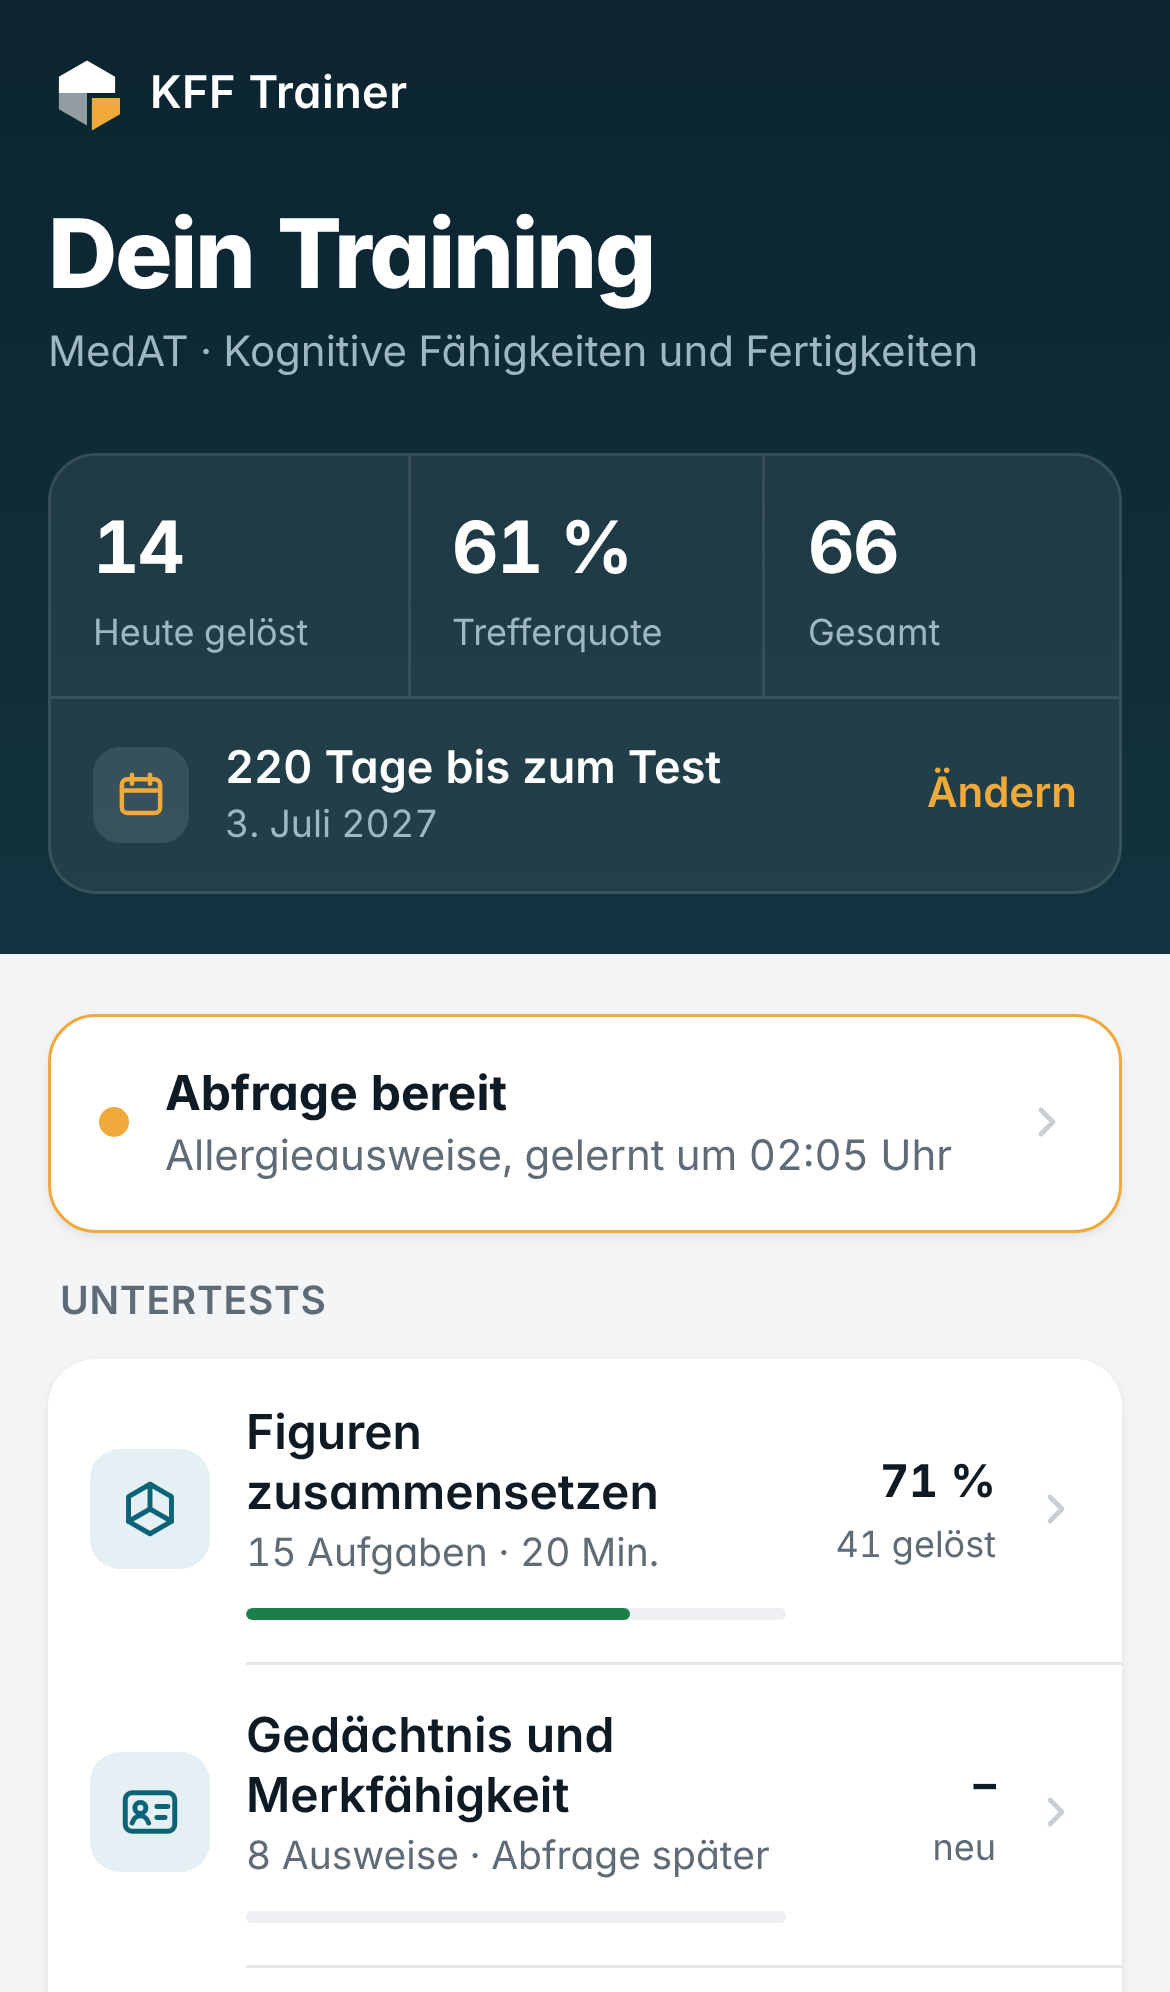 KFF Trainer
Dein Training
MedAT · Kognitive Fähigkeiten und Fertigkeiten
14
61 %
66
Heute gelöst
Trefferquote
Gesamt
220 Tage bis zum Test
3. Juli 2027
Ändern
Abfrage bereit
Allergieausweise, gelernt um 02:05 Uhr
UNTERTESTS
Figuren
zusammensetzen
15 Aufgaben · 20 Min.
71 %
41 gelöst
Gedächtnis und
Merkfähigkeit
8 Ausweise · Abfrage später
–
neu